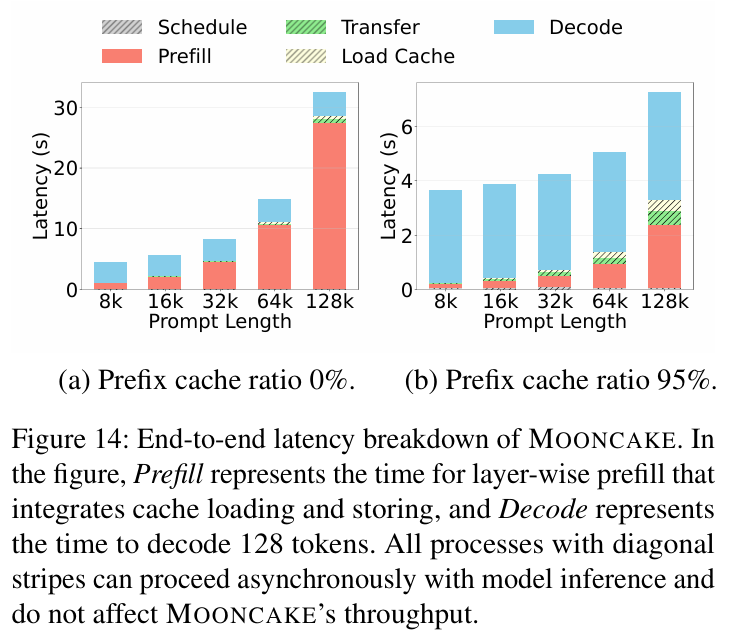 Schedule Transfer Decode
Prefill Load Cache
Latency (s)
30
20
10
0
8k 16k 32k 64k 128k
Prompt Length
Latency (s)
6
4
2
0
8k 16k 32k 64k 128k
Prompt Length
(a) Prefix cache ratio 0%. (b) Prefix cache ratio 95%.
Figure 14: End-to-end latency breakdown of MOONCAKE. In
the figure, Prefill represents the time for layer-wise prefill that
integrates cache loading and storing, and Decode represents
the time to decode 128 tokens. All processes with diagonal
stripes can proceed asynchronously with model inference and
do not affect MOONCAKE's throughput.